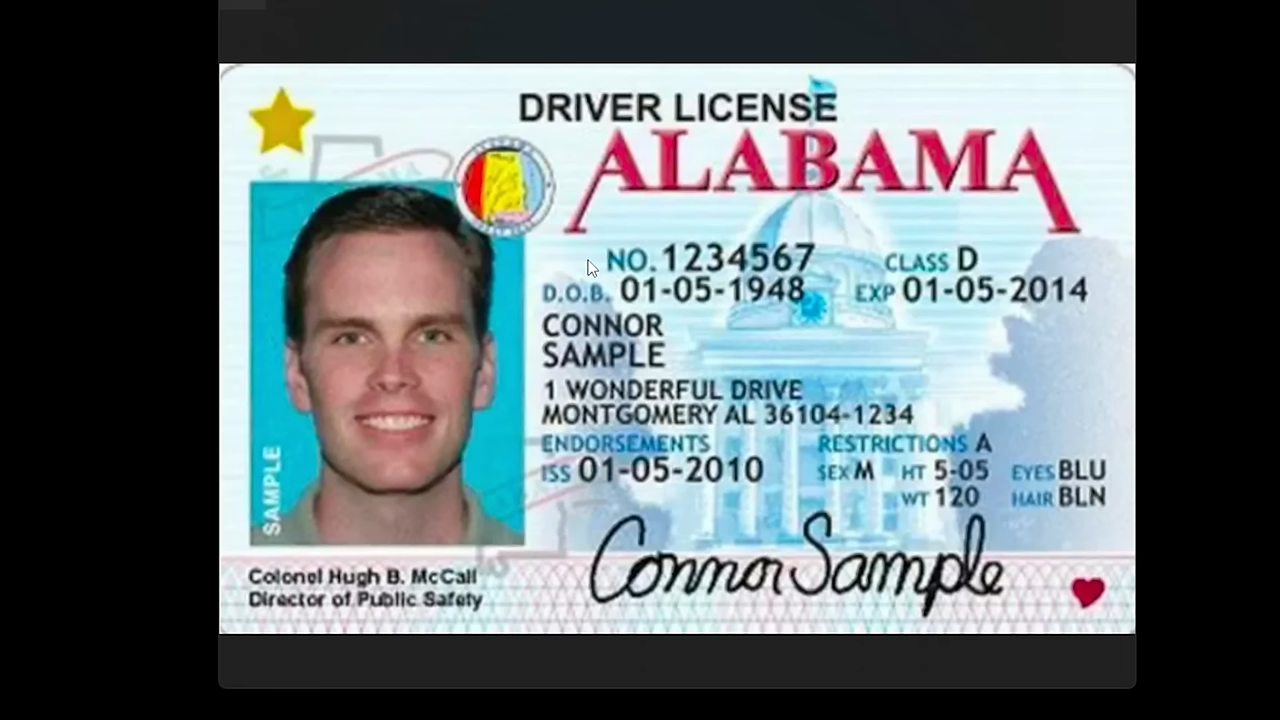 DRIVER LICENSE
ALABAMA
NO. 1234567 CLASS D
D.O.B. 01-05-1948 EXP 01-05-2014
CONNOR
SAMPLE
1 WONDERFUL DRIVE
MONTGOMERY AL 36104-1234
ENDORSEMENTS RESTRICTIONS A
ISS 01-05-2010 SEX M HT 5-05 EYES BLU
WT 120 HAIR BLN
SAMPLE
Connor Sample
Colonel Hugh B. McCall
Director of Public Safety